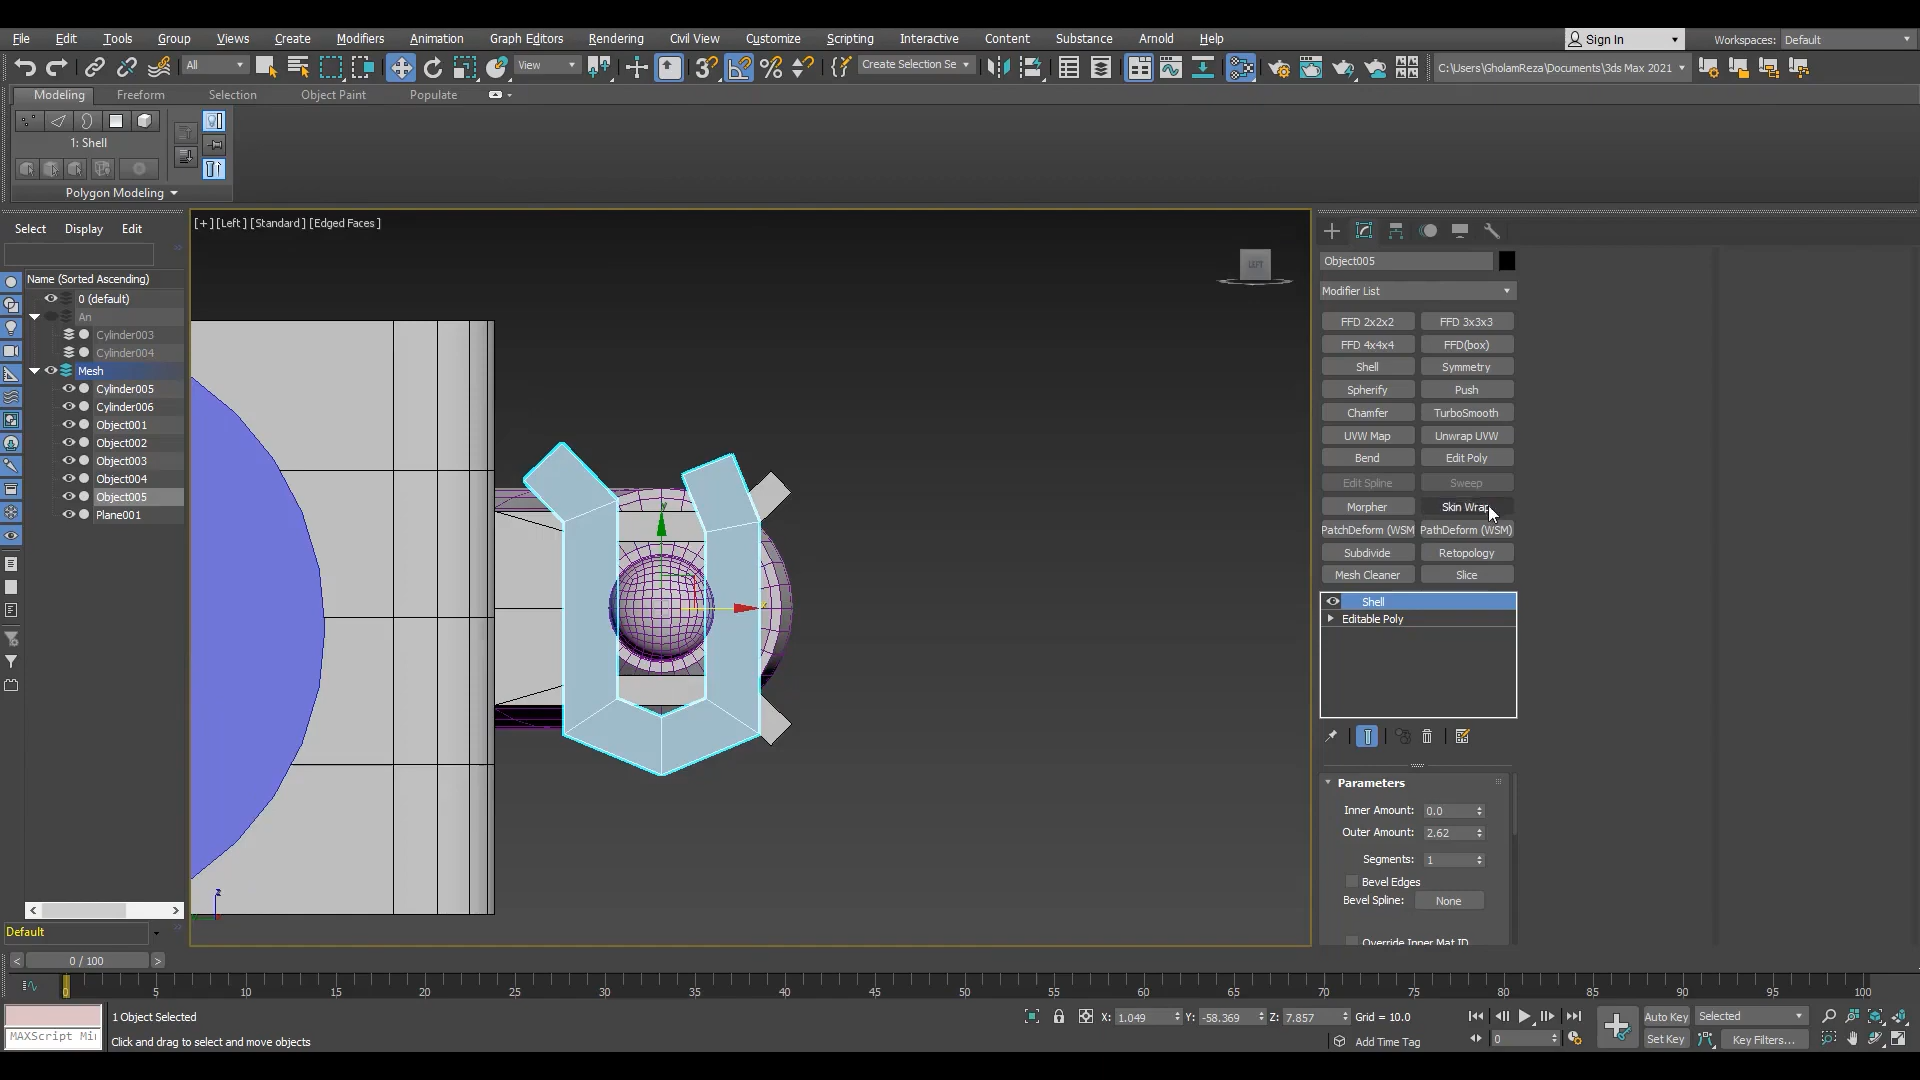 File Edit Tools Group Views Create Modifiers Animation Graph Editors Rendering Civil View Customize Scripting Interactive Content Substance Arnold Help Sign In Workspaces: Default
All View Create Selection Se C:\Users\GholamReza\Documents\3ds Max 2021
Modeling Freeform Selection Object Paint Populate
1: Shell
Polygon Modeling
Select Display Edit
Name (Sorted Ascending)
0 (default)
An
Cylinder003
Cylinder004
Mesh
Cylinder005
Cylinder006
Object001
Object002
Object003
Object004
Object005
Plane001
Default
[+] [Left] [Standard] [Edged Faces]
LEFT
y
x
z
Object005
Modifier List
FFD 2x2x2 FFD 3x3x3
FFD 4x4x4 FFD(box)
Shell Symmetry
Spherify Push
Chamfer TurboSmooth
UVW Map Unwrap UVW
Bend Edit Poly
Edit Spline Sweep
Morpher Skin Wrap
PatchDeform (WSM PathDeform (WSM)
Subdivide Retopology
Mesh Cleaner Slice
Shell
Editable Poly
Parameters
Inner Amount: 0.0
Outer Amount: 2.62
Segments: 1
Bevel Edges
Bevel Spline: None
Override Inner Mat ID
< 0 / 100 >
0 5 10 15 20 25 30 35 40 45 50 55 60 65 70 75 80 85 90 95 100
1 Object Selected X: 1.049 Y: -58.369 Z: 7.857 Grid = 10.0 Auto Key Selected
MAXScript Mi Click and drag to select and move objects Add Time Tag 0 Set Key Key Filters...